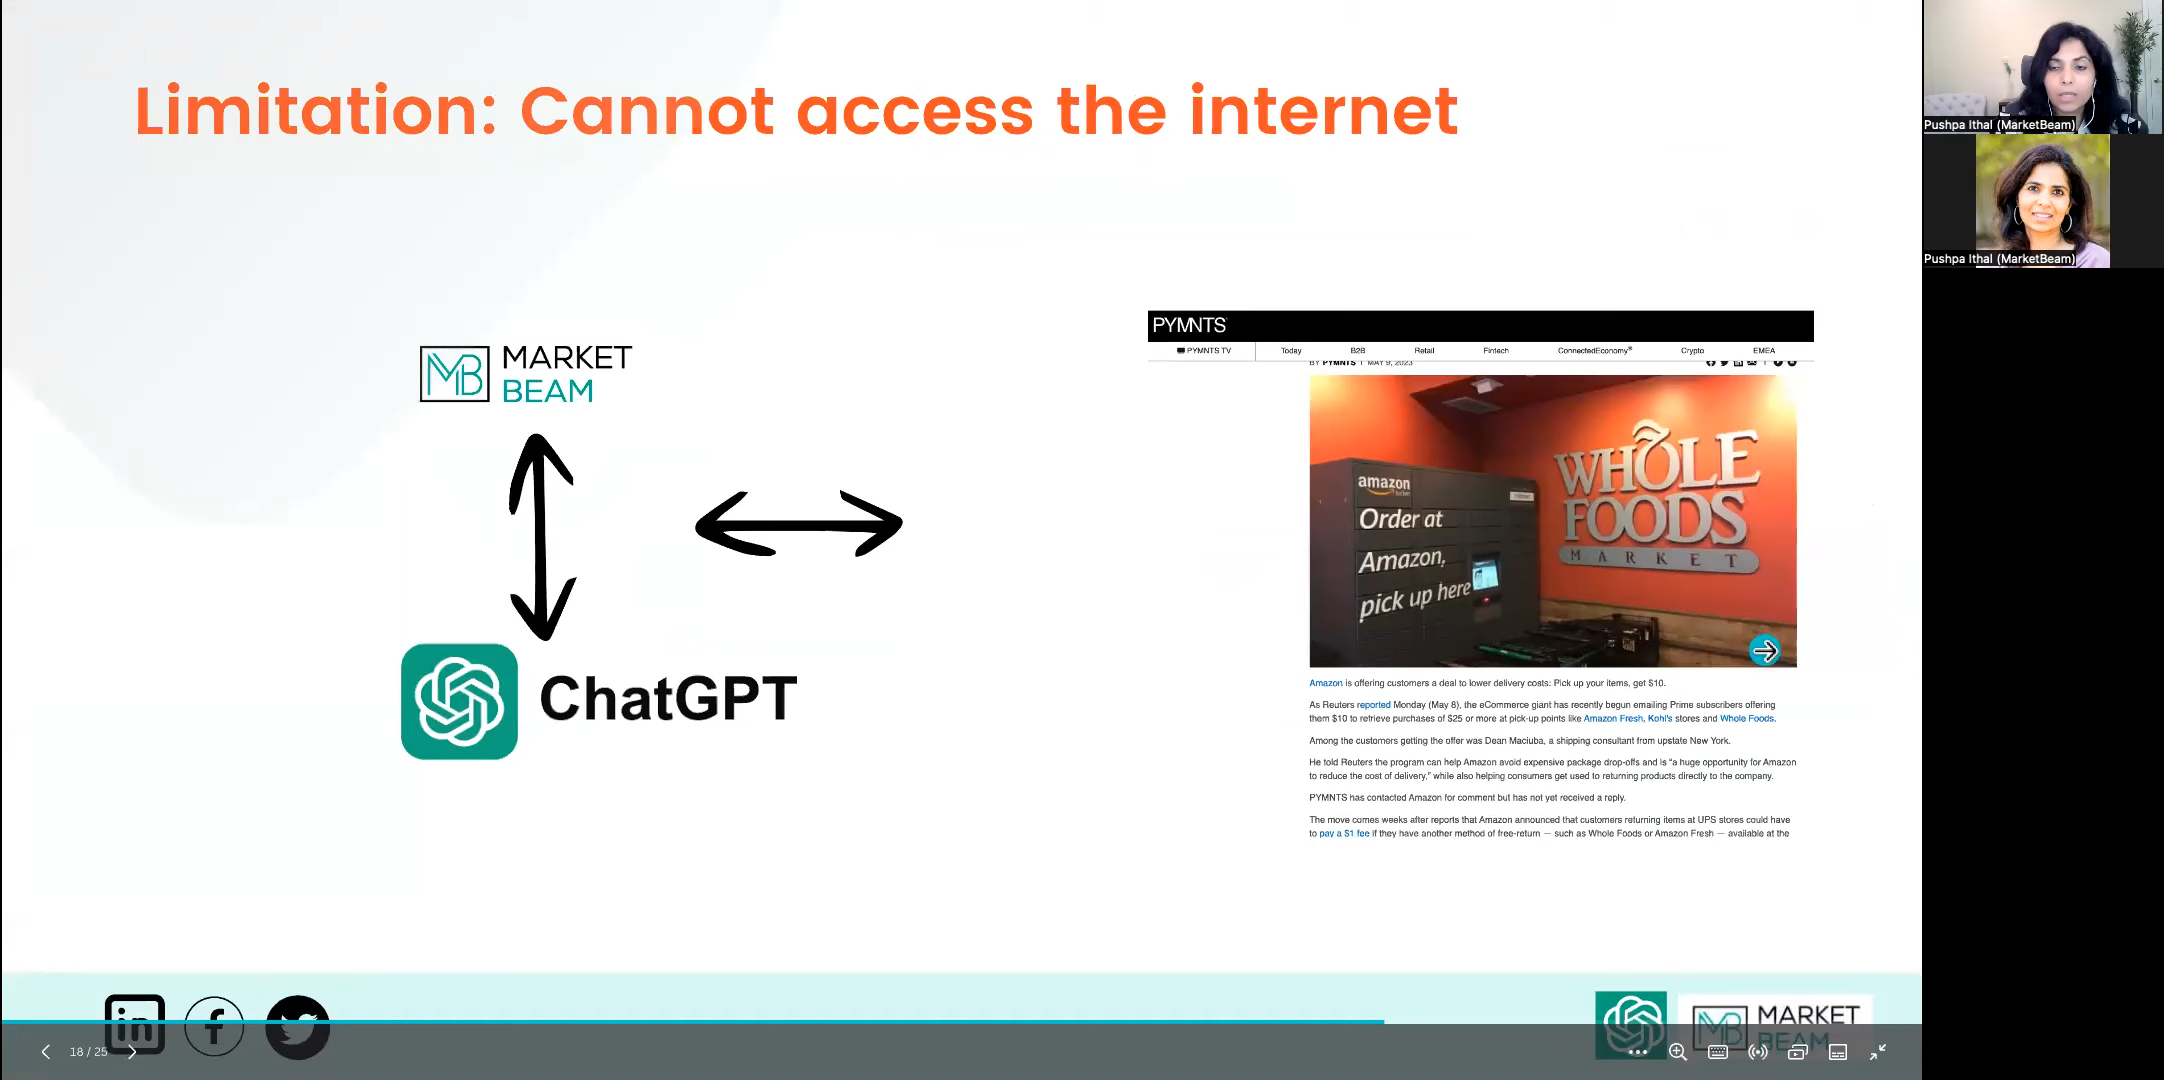 Limitation: Cannot access the internet
Pushpa Ithal (MarketBeam)
Pushpa Ithal (MarketBeam)
MB MARKET
BEAM
ChatGPT
PYMNTS
PYMNTS TV Today B2B Retail Fintech ConnectedEconomy® Crypto EMEA
BY PYMNTS | MAY 9, 2023
amazon
Order at
Amazon,
pick up here
WHOLE
FOODS
MARKET
Amazon is offering customers a deal to lower delivery costs: Pick up your items, get $10.
As Reuters reported Monday (May 8), the eCommerce giant has recently begun emailing Prime subscribers offering
them $10 to retrieve purchases of $25 or more at pick-up points like Amazon Fresh, Kohl's stores and Whole Foods.
Among the customers getting the offer was Dean Maciuba, a shipping consultant from upstate New York.
He told Reuters the program can help Amazon avoid expensive package drop-offs and is “a huge opportunity for Amazon
to reduce the cost of delivery,” while also helping consumers get used to returning products directly to the company.
PYMNTS has contacted Amazon for comment but has not yet received a reply.
The move comes weeks after reports that Amazon announced that customers returning items at UPS stores could have
to pay a $1 fee if they have another method of free-return — such as Whole Foods or Amazon Fresh — available at the
in f
MB MARKET
BEAM
18 / 25